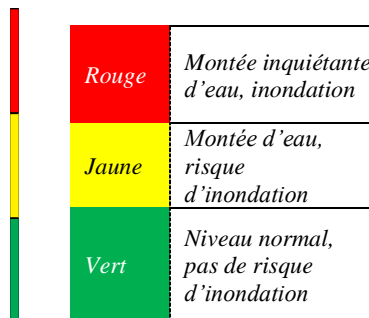 Rouge
Montée inquiétante
d'eau, inondation
Jaune
Montée d'eau,
risque
d'inondation
Vert
Niveau normal,
pas de risque
d'inondation